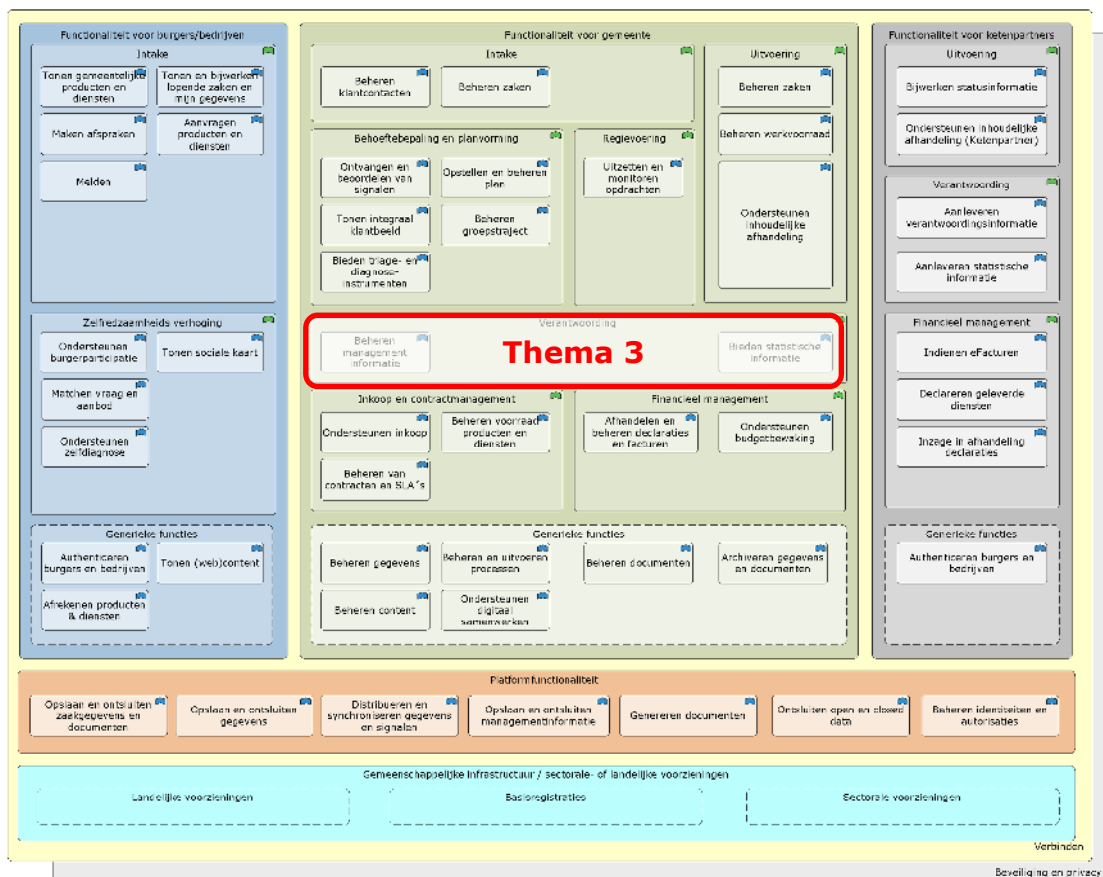 Functionaliteit voor burgers/bedrijven
Intake
Tonen gemeentelijke
producten en
diensten
Tonen en bijwerken
lopende zaken en
mijn gegevens
Maken afspraken
Aanvragen
producten en
diensten
Melden
Zelfredzaamheids verhoging
Ondersteunen
burgerparticipatie
Tonen sociale kaart
Matchen vraag en
aanbod
Ondersteunen
zelfdiagnose
Generieke functies
Authenticeren
burgers en bedrijven
Tonen (web)content
Afrekenen producten
& diensten
Functionaliteit voor gemeente
Intake
Beheren
klantcontacten
Beheren zaken
Behoeftebepaling en planvorming
Ontvangen en
beoordelen van
signalen
Opstellen en beheren
plan
Tonen integraal
klantbeeld
Beheren
groepstraject
Bieden triage- en
diagnose-
instrumenten
Regievoering
Uitzetten en
monitoren
opdrachten
Uitvoering
Beheren zaken
Beheren werkvoorraad
Ondersteunen
inhoudelijke
afhandeling
Verantwoording
Beheren
management
informatie
Thema 3
Bieden statistische
informatie
Inkoop en contractmanagement
Ondersteunen inkoop
Beheren voorraad
producten en
diensten
Beheren van
contracten en SLA´s
Financieel management
Afhandelen en
beheren declaraties
en facturen
Ondersteunen
budgetbewaking
Generieke functies
Beheren gegevens
Beheren en uitvoeren
processen
Beheren documenten
Archiveren gegevens
en documenten
Beheren content
Ondersteunen
digitaal
samenwerken
Functionaliteit voor ketenpartners
Uitvoering
Bijwerken statusinformatie
Ondersteunen inhoudelijke
afhandeling (Ketenpartner)
Verantwoording
Aanleveren
verantwoordingsinformatie
Aanleveren statistische
informatie
Financieel management
Indienen eFacturen
Declareren geleverde
diensten
Inzage in afhandeling
declaraties
Generieke functies
Authenticeren burgers en
bedrijven
Platformfunctionaliteit
Opslaan en ontsluiten
zaakgegevens en
documenten
Opslaan en ontsluiten
gegevens
Distribueren en
synchroniseren gegevens
en signalen
Opslaan en ontsluiten
managementinformatie
Genereren documenten
Ontsluiten open en closed
data
Beheren identiteiten en
autorisaties
Gemeenschappelijke infrastructuur / sectorale- of landelijke voorzieningen
Landelijke voorzieningen
Basisregistraties
Sectorale voorzieningen
Verbinden
Beveiliging en privacy